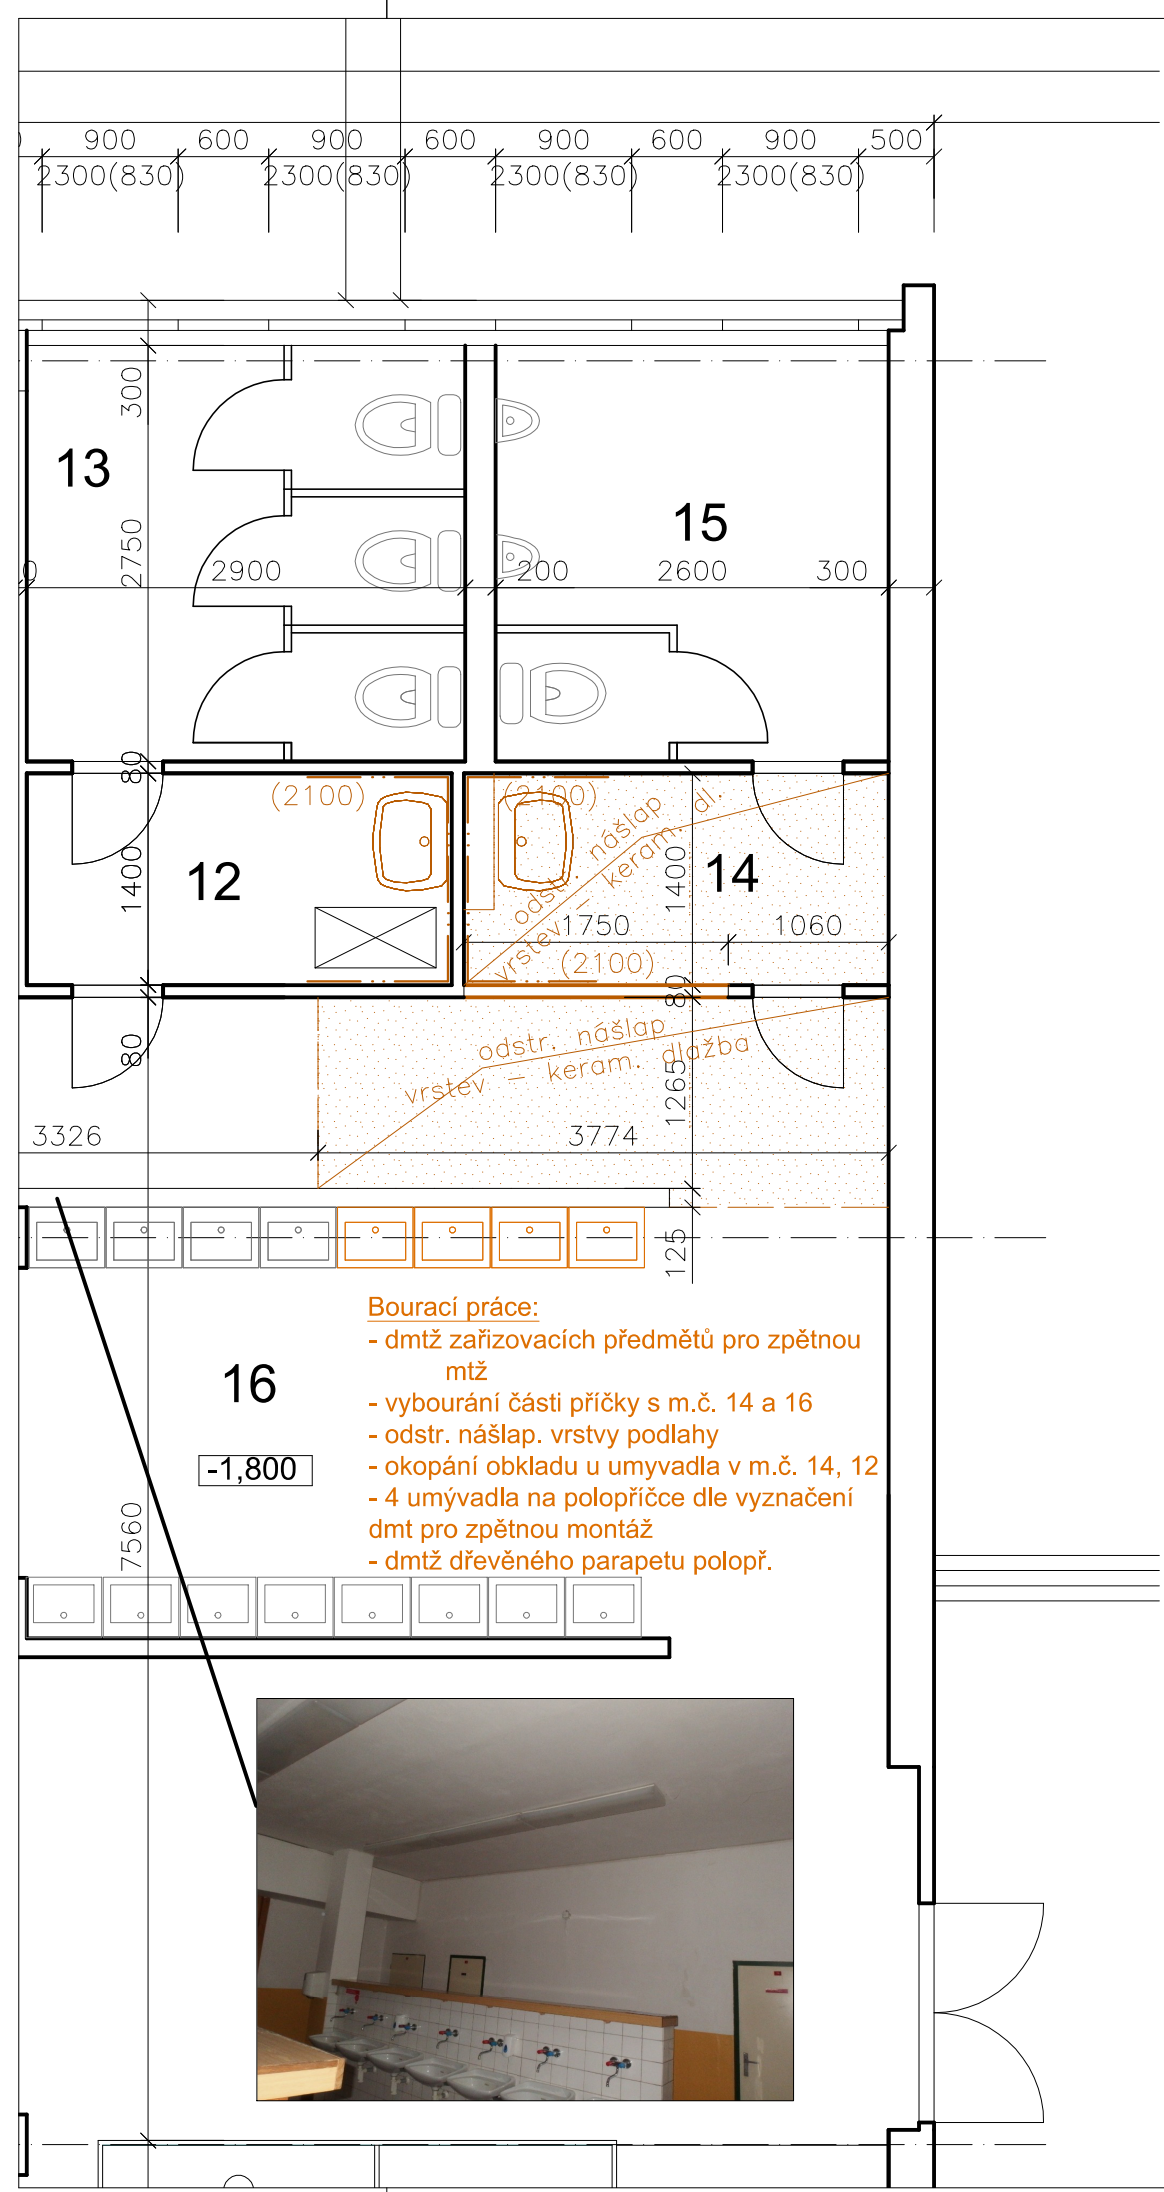 900 600 900 600 900 600 900 500
2300(830) 2300(830) 2300(830) 2300(830)
300
13
15
2750
2900 200 2600 300
80
(2100) (2100)
odstr. nášlap
vrstev – keram. dl.
12
14
1400
1400
1750 1060
(2100)
80
80
odstr. nášlap
vrstev – keram. dlažba
1265
3326 3774
125
Bourací práce:
- dmtž zařizovacích předmětů pro zpětnou
mtž
- vybourání části příčky s m.č. 14 a 16
- odstr. nášlap. vrstvy podlahy
- okopání obkladu u umyvadla v m.č. 14, 12
- 4 umývadla na polopříčce dle vyznačení
dmt pro zpětnou montáž
- dmtž dřevěného parapetu polopř.
16
-1,800
7560